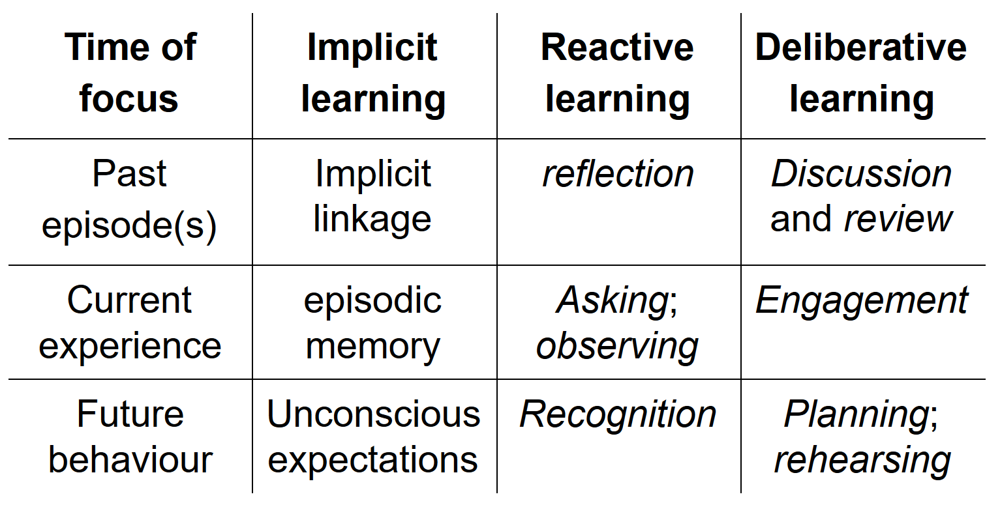 Time of focus
Implicit learning
Reactive learning
Deliberative learning
Past episode(s)
Implicit linkage
reflection
Discussion and review
Current experience
episodic memory
Asking; observing
Engagement
Future behaviour
Unconscious expectations
Recognition
Planning; rehearsing